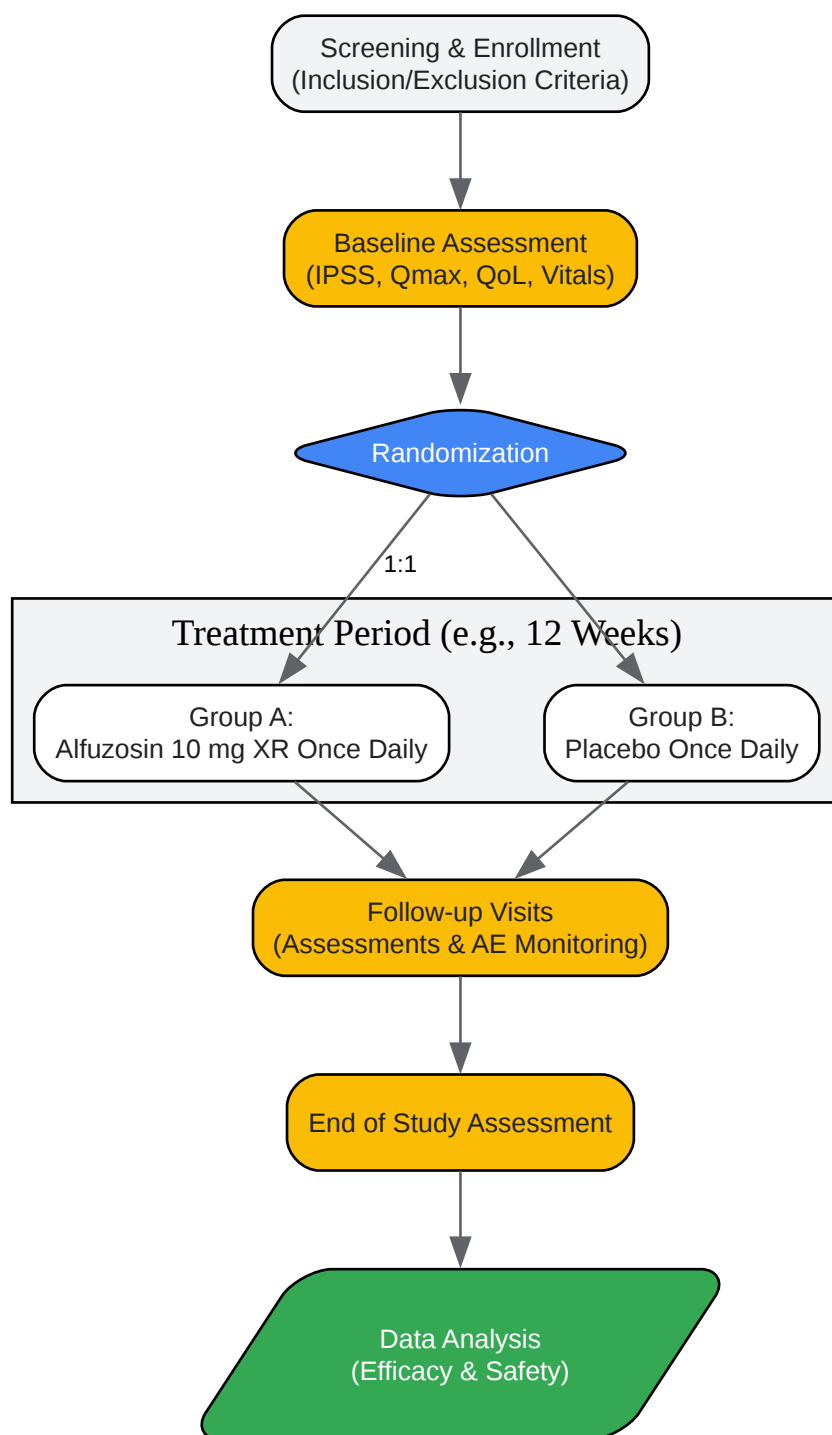 Screening & Enrollment
(Inclusion/Exclusion Criteria)
Baseline Assessment
(IPSS, Qmax, QoL, Vitals)
Randomization
1:1
Treatment Period (e.g., 12 Weeks)
Group A:
Alfuzosin 10 mg XR Once Daily
Group B:
Placebo Once Daily
Follow-up Visits
(Assessments & AE Monitoring)
End of Study Assessment
Data Analysis
(Efficacy & Safety)